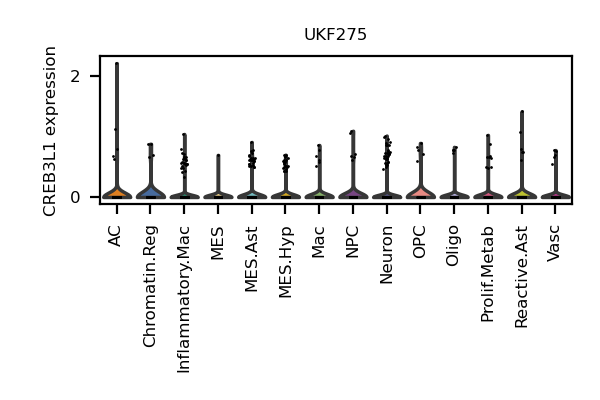 UKF275
CREB3L1 expression
2
0
AC
Chromatin.Reg
Inflammatory.Mac
MES
MES.Ast
MES.Hyp
Mac
NPC
Neuron
OPC
Oligo
Prolif.Metab
Reactive.Ast
Vasc